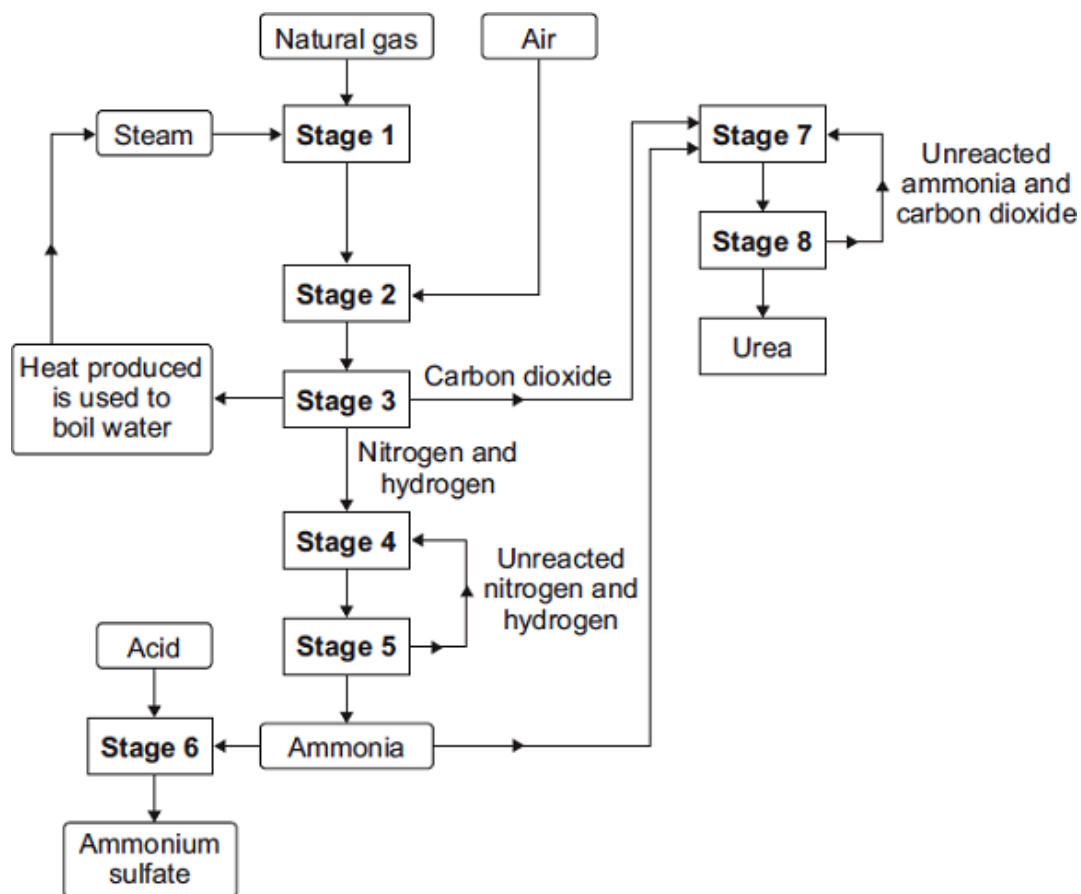 Natural gas
Air
Steam
Stage 1
Stage 7
Unreacted
ammonia and
carbon dioxide
Stage 8
Stage 2
Urea
Heat produced
is used to
boil water
Stage 3
Carbon dioxide
Nitrogen and
hydrogen
Stage 4
Unreacted
nitrogen and
hydrogen
Stage 5
Acid
Stage 6
Ammonia
Ammonium
sulfate